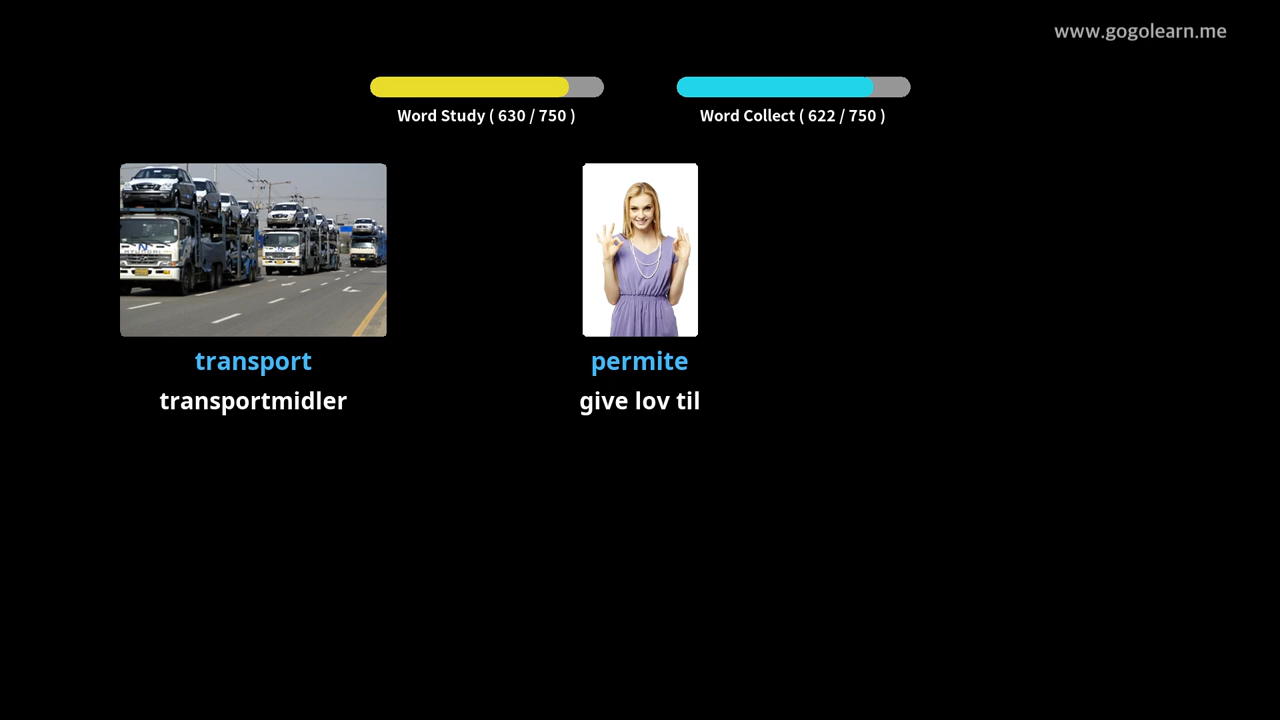 www.gogolearn.me
Word Study ( 630 / 750 )
Word Collect ( 622 / 750 )
transport
transportmidler
permite
give lov til